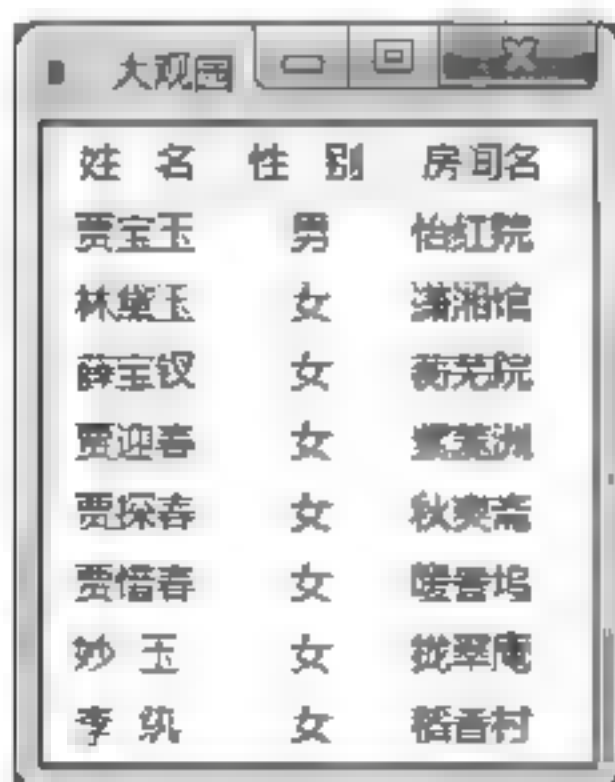 大观园
姓 名 性 别 房间名
贾宝玉 男 怡红院
林黛玉 女 潇湘馆
薛宝钗 女 蘅芜院
贾迎春 女 紫菱洲
贾探春 女 秋爽斋
贾惜春 女 暖香坞
妙 玉 女 拢翠庵
李 纨 女 稻香村